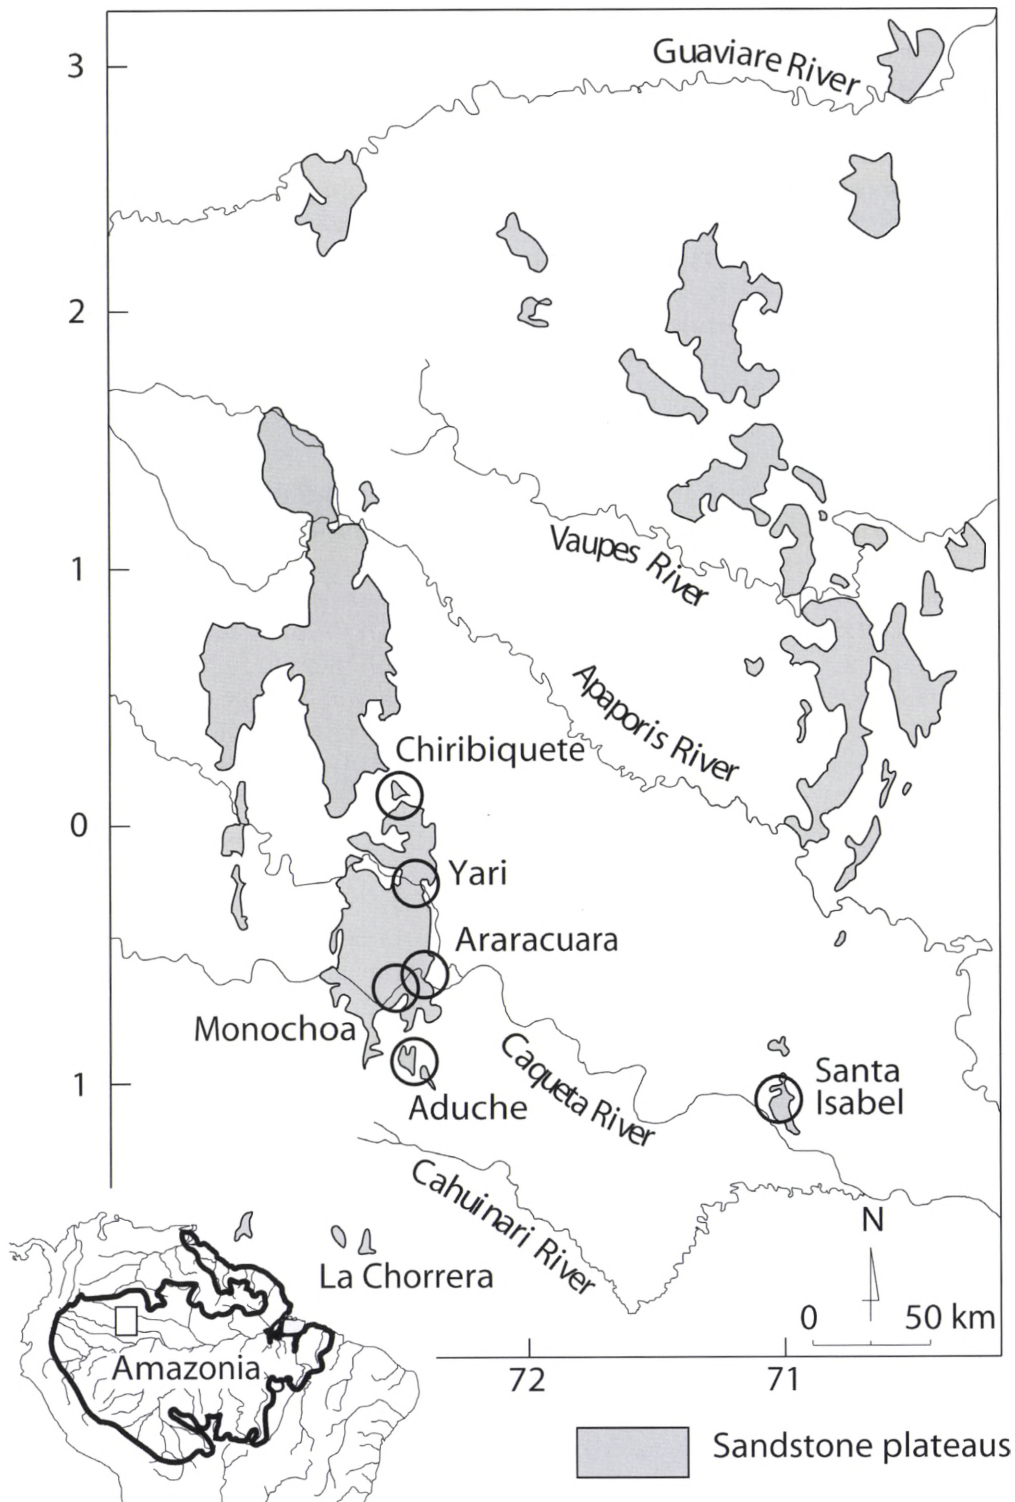 3
Guaviare River
2
Vaupes River
1
Apaporis River
Chiribiquete
0
Yari
Araracuara
Monochoa
1
Caqueta River
Santa
Isabel
Aduche
Cahuinari River
N
La Chorrera
0 50 km
Amazonia
72 71
Sandstone plateaus